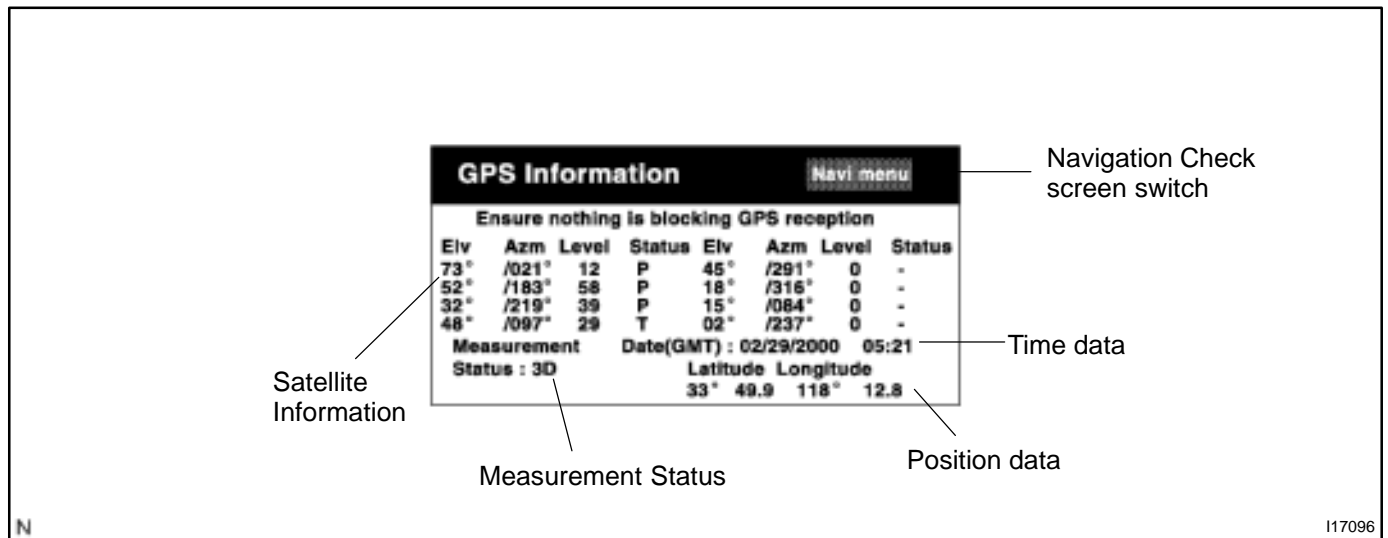 GPS Information Navi menu
Navigation Check
screen switch
Ensure nothing is blocking GPS reception
Elv Azm Level Status Elv Azm Level Status
73° /021° 12 P 45° /291° 0 -
52° /183° 58 P 18° /316° 0 -
32° /219° 39 P 15° /084° 0 -
48° /097° 29 T 02° /237° 0 -
Measurement Date(GMT) : 02/29/2000 05:21
Time data
Status : 3D Latitude Longitude
33° 49.9 118° 12.8
Satellite
Information
Measurement Status
Position data
N
I17096